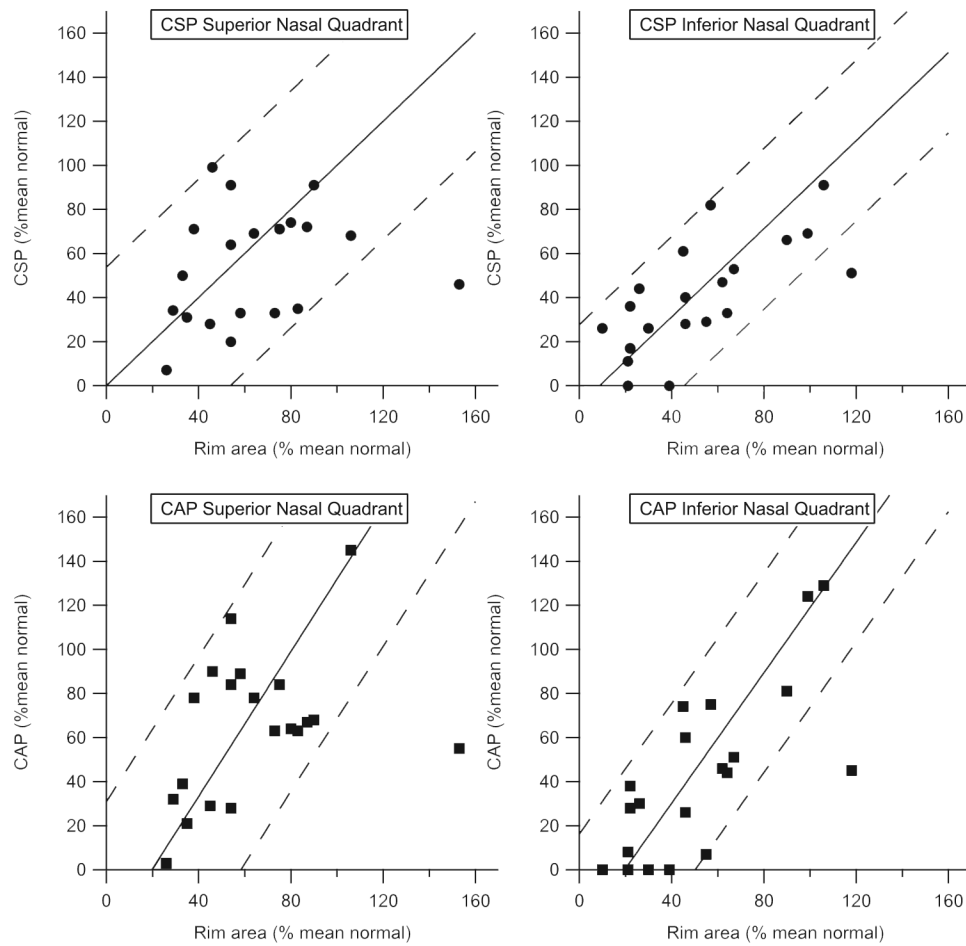 CSP Superior Nasal Quadrant
CSP (%mean normal)
160
140
120
100
80
60
40
20
0
0 40 80 120 160
Rim area (% mean normal)
CSP Inferior Nasal Quadrant
CSP (%mean normal)
160
140
120
100
80
60
40
20
0
0 40 80 120 160
Rim area (% mean normal)
CAP Superior Nasal Quadrant
CAP (%mean normal)
160
140
120
100
80
60
40
20
0
0 40 80 120 160
Rim area (% mean normal)
CAP Inferior Nasal Quadrant
CAP (%mean normal)
160
140
120
100
80
60
40
20
0
0 40 80 120 160
Rim area (% mean normal)